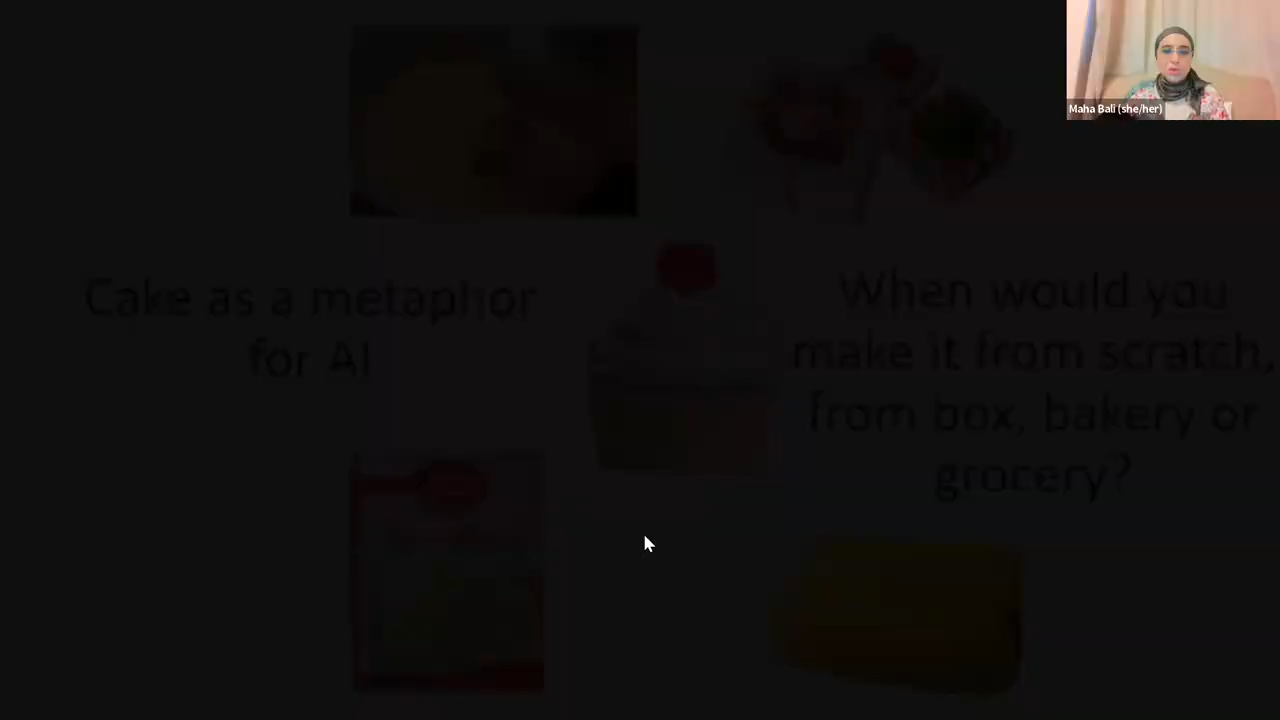 Maha Bali (she/her)
Cake as a metaphor
for AI
When would you
make it from scratch,
from box, bakery or
grocery?